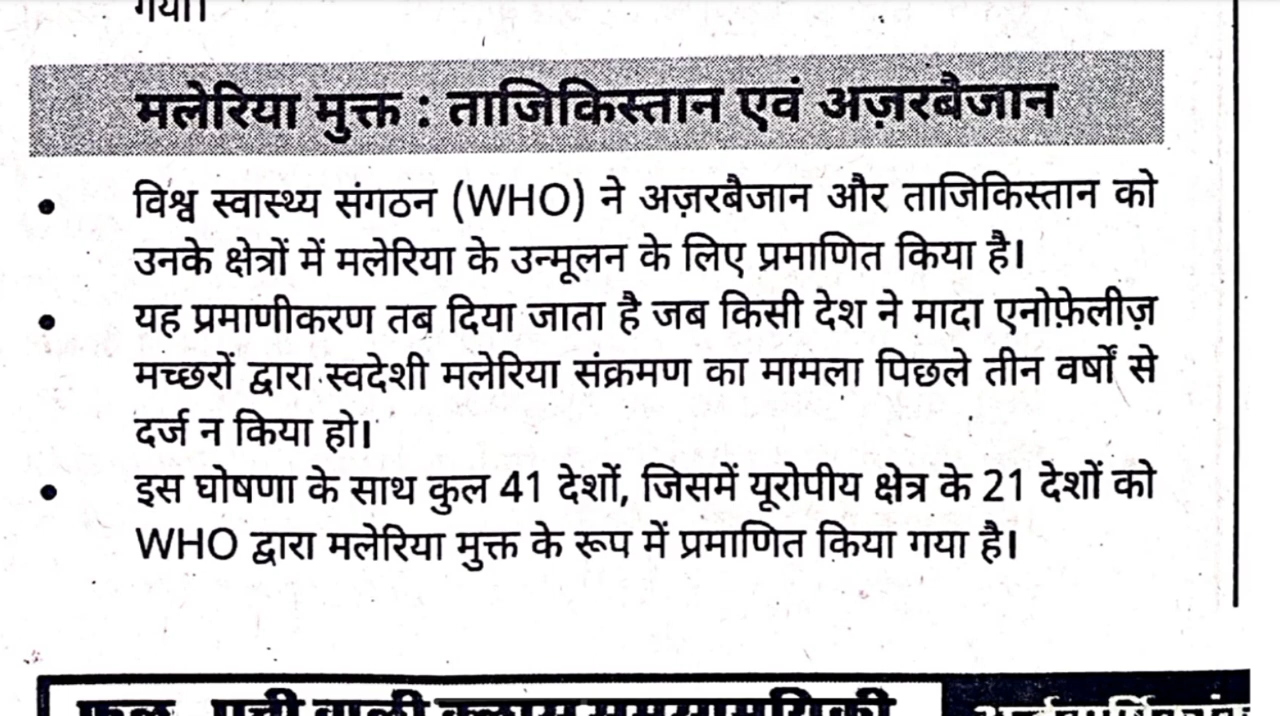 गया।
मलेरिया मुक्त : ताजिकिस्तान एवं अज़रबैजान
• विश्व स्वास्थ्य संगठन (WHO) ने अज़रबैजान और ताजिकिस्तान को
उनके क्षेत्रों में मलेरिया के उन्मूलन के लिए प्रमाणित किया है।
• यह प्रमाणीकरण तब दिया जाता है जब किसी देश ने मादा एनोफ़ेलीज़
मच्छरों द्वारा स्वदेशी मलेरिया संक्रमण का मामला पिछले तीन वर्षों से
दर्ज न किया हो।
• इस घोषणा के साथ कुल 41 देशों, जिसमें यूरोपीय क्षेत्र के 21 देशों को
WHO द्वारा मलेरिया मुक्त के रूप में प्रमाणित किया गया है।